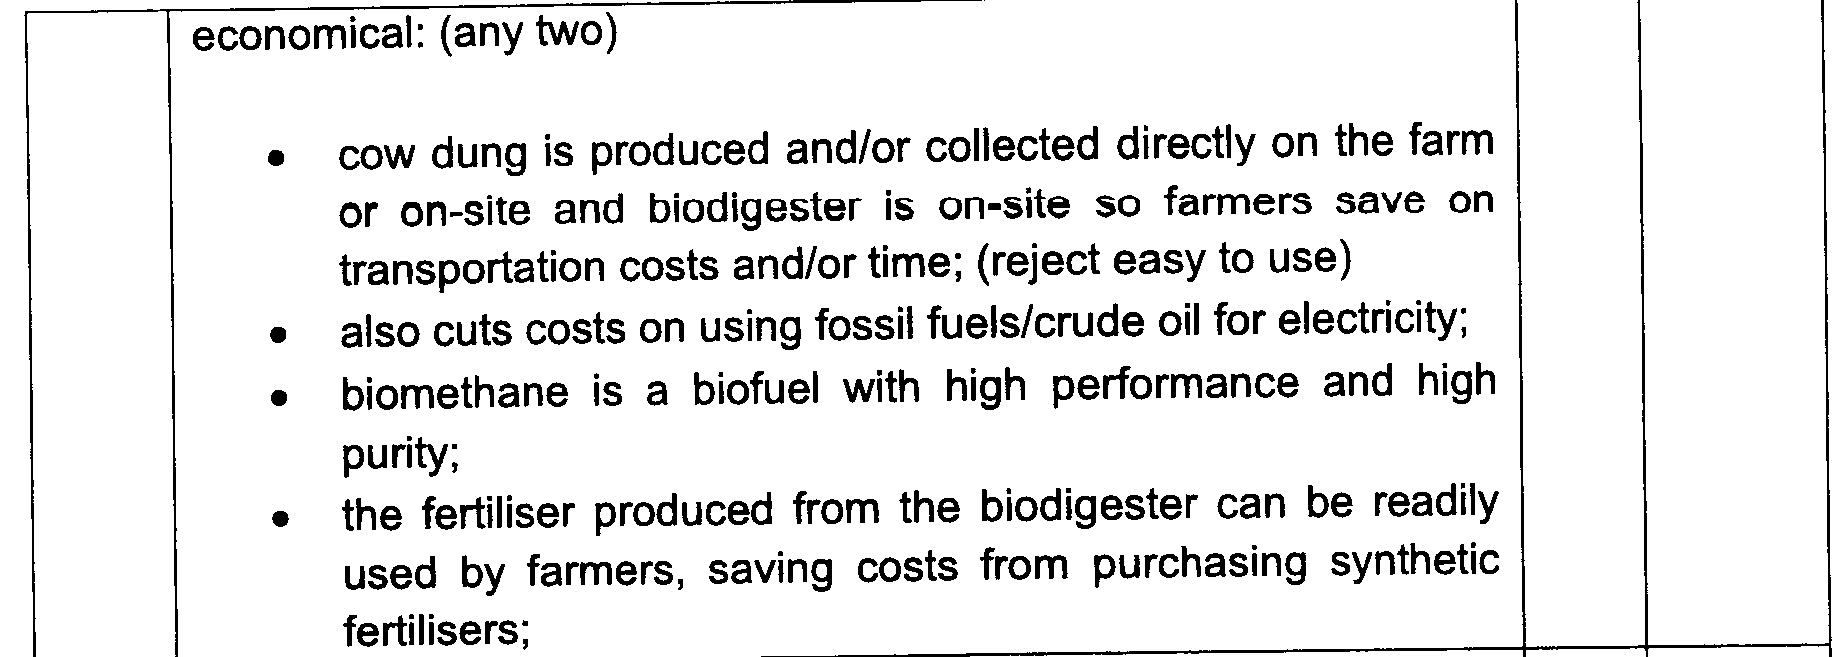 economical: (any two)
• cow dung is produced and/or collected directly on the farm
or on-site and biodigester is on-site so farmers save on
transportation costs and/or time; (reject easy to use)
• also cuts costs on using fossil fuels/crude oil for electricity;
• biomethane is a biofuel with high performance and high
purity;
• the fertiliser produced from the biodigester can be readily
used by farmers, saving costs from purchasing synthetic
fertilisers;